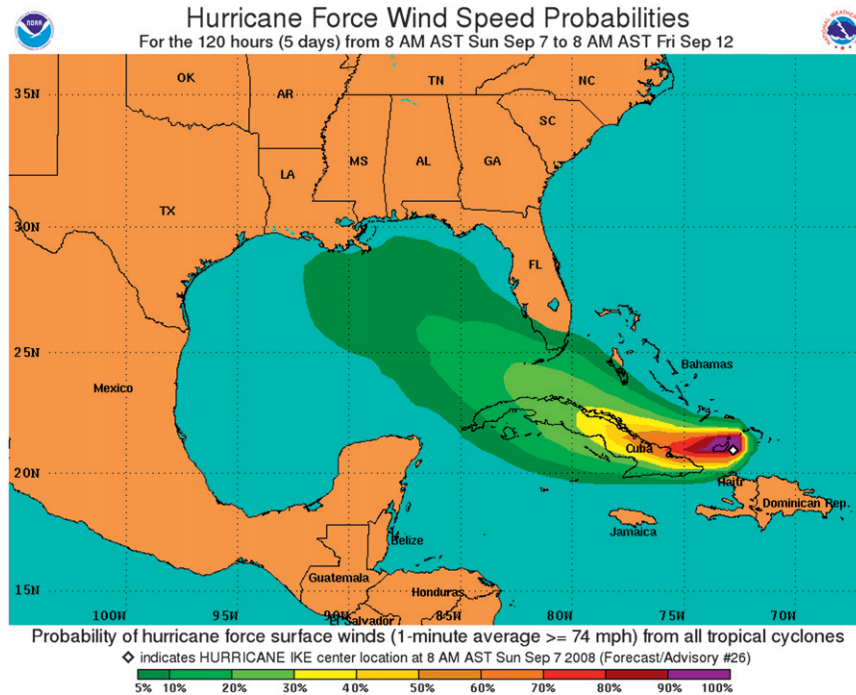 Hurricane Force Wind Speed Probabilities
For the 120 hours (5 days) from 8 AM AST Sun Sep 7 to 8 AM AST Fri Sep 12
NOAA
35N
OK
AR
TN
NC
SC
MS
AL
GA
LA
TX
30N
FL
25N
Bahamas
Mexico
Cuba
20N
Haiti
Dominican Rep.
Jamaica
Belize
Guatemala
Honduras
15N
El Salvador
100W 95W 90W 85W 80W 75W 70W
Probability of hurricane force surface winds (1-minute average >= 74 mph) from all tropical cyclones
indicates HURRICANE IKE center location at 8 AM AST Sun Sep 7 2008 (Forecast/Advisory #26)
5% 10% 20% 30% 40% 50% 60% 70% 80% 90% 100%